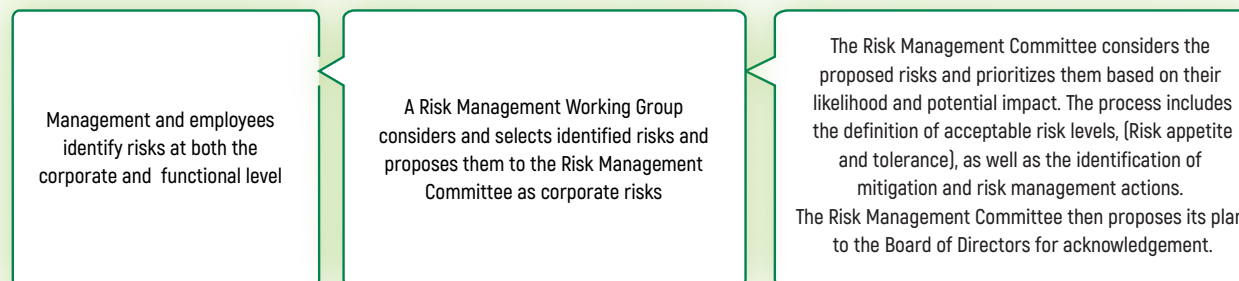 Management and employees
identify risks at both the
corporate and functional level
A Risk Management Working Group
considers and selects identified risks and
proposes them to the Risk Management
Committee as corporate risks
The Risk Management Committee considers the
proposed risks and prioritizes them based on their
likelihood and potential impact. The process includes
the definition of acceptable risk levels, (Risk appetite
and tolerance), as well as the identification of
mitigation and risk management actions.
The Risk Management Committee then proposes its plan
to the Board of Directors for acknowledgement.